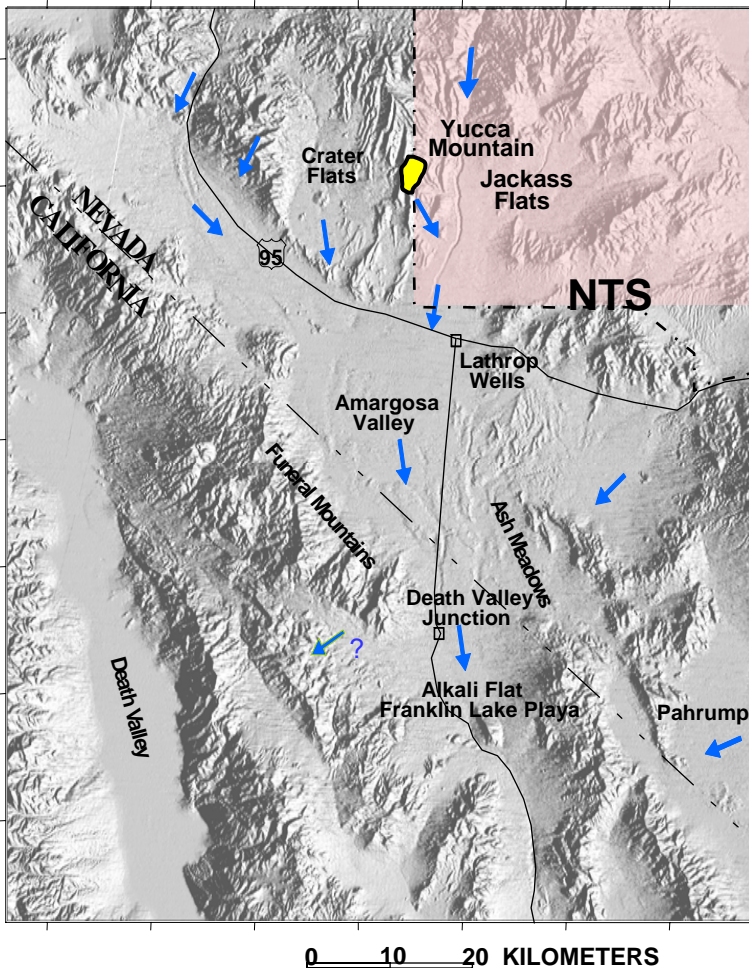 Yucca
Mountain
Crater
Flats
Jackass
Flats
NEVADA
CALIFORNIA
95
NTS
Lathrop
Wells
Amargosa
Valley
Funeral Mountains
Ash Meadows
Death Valley
Junction
?
Death Valley
Alkali Flat
Franklin Lake Playa
Pahrump
0 10 20 KILOMETERS